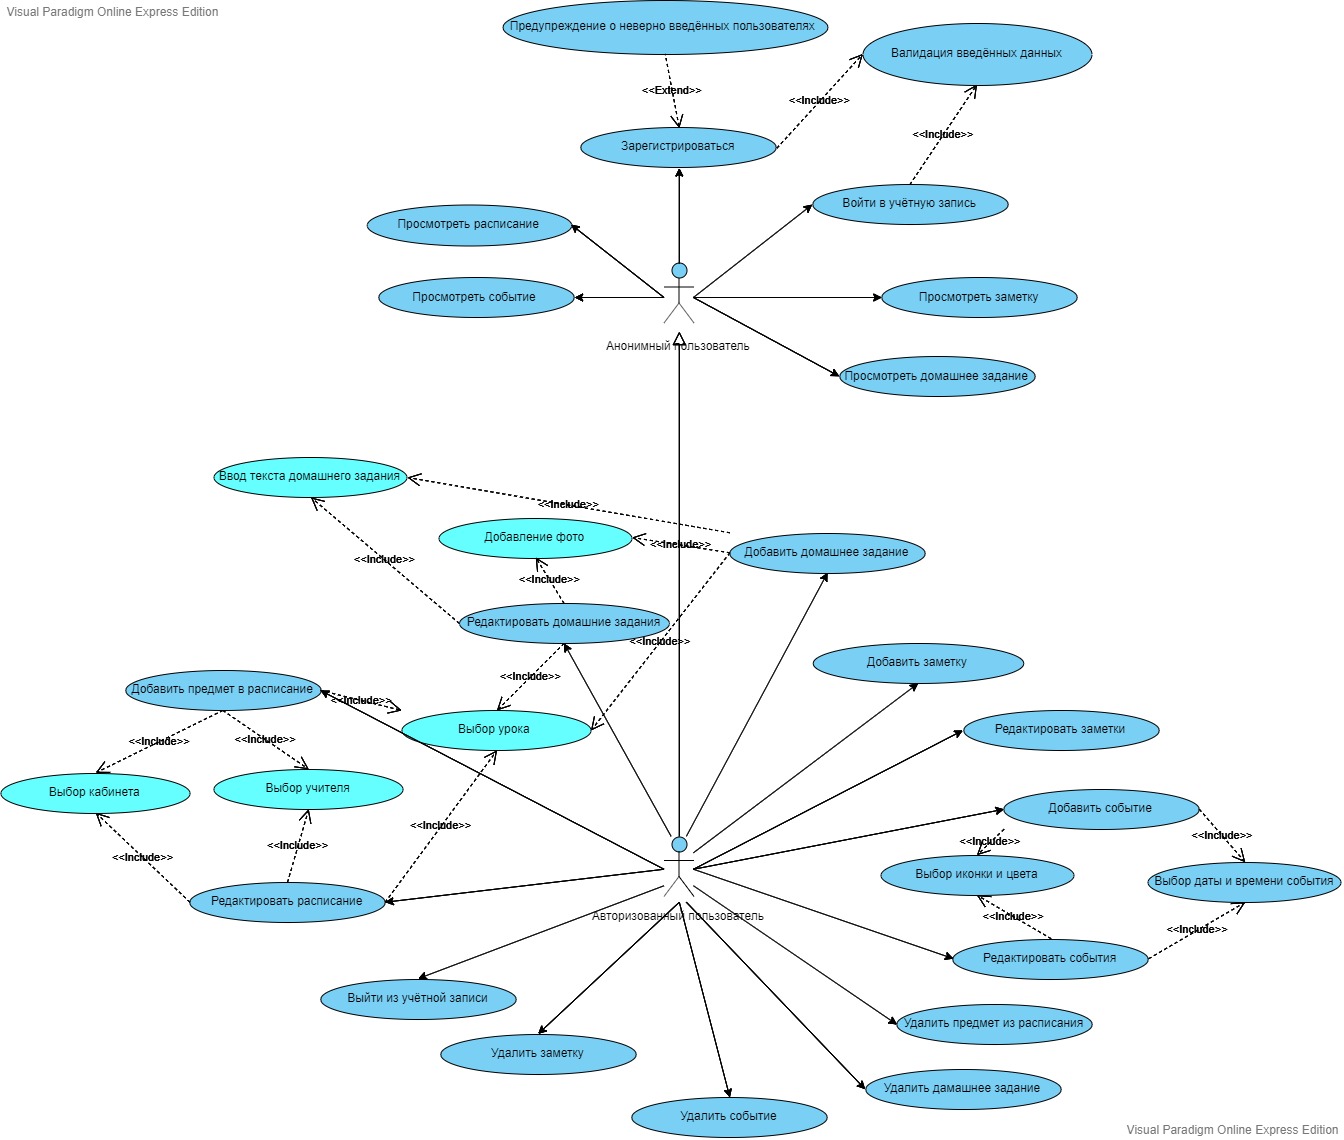 Visual Paradigm Online Express Edition
Предупреждение о неверно введённых пользователях
Валидация введённых данных
<<Extend>>
<<Include>>
<<Include>>
Зарегистрироваться
Войти в учётную запись
Просмотреть расписание
Просмотреть событие
Просмотреть заметку
Анонимный пользователь
Просмотреть домашнее задание
Ввод текста домашнего задания
<<Include>>
Добавление фото
<<Include>>
Добавить домашнее задание
<<Include>>
<<Include>>
Редактировать домашние задания
<<Include>>
Добавить заметку
<<Include>>
Добавить предмет в расписание
<<Include>>
Выбор урока
Редактировать заметки
<<Include>>
<<Include>>
Выбор кабинета
Выбор учителя
Добавить событие
<<Include>>
<<Include>>
<<Include>>
<<Include>>
<<Include>>
Выбор иконки и цвета
Выбор даты и времени события
Редактировать расписание
Авторизованный пользователь
<<Include>>
<<Include>>
Редактировать события
Выйти из учётной записи
Удалить предмет из расписания
Удалить заметку
Удалить дамашнее задание
Удалить событие
Visual Paradigm Online Express Edition